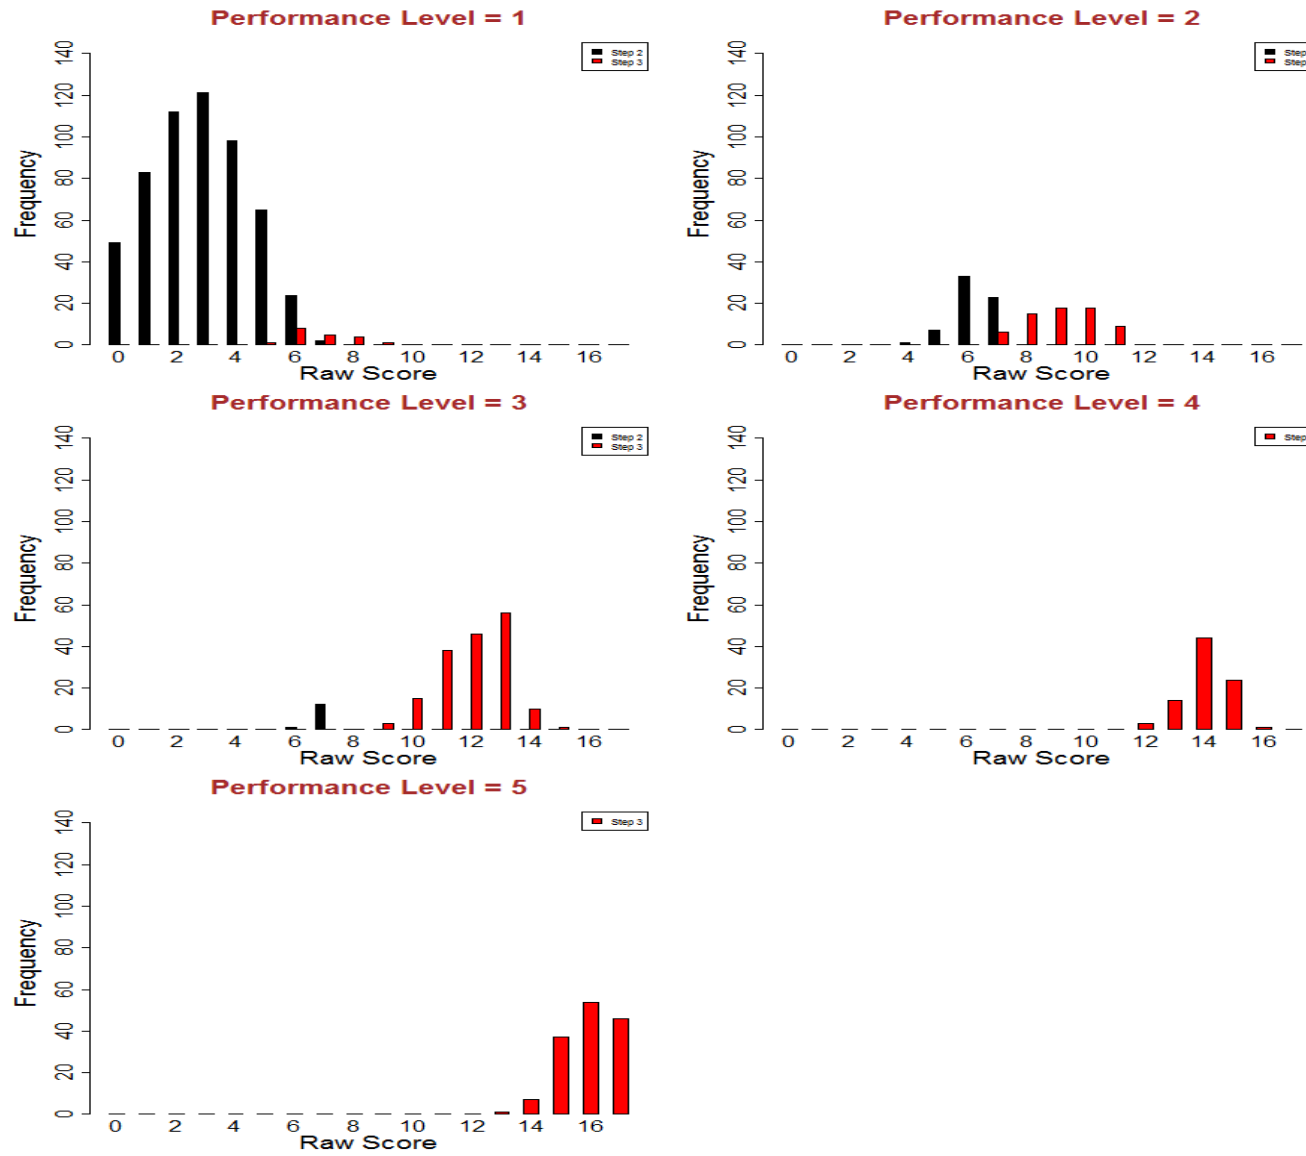 Performance Level = 1
Frequency
0 20 40 60 80 100 120 140
Step 2
Step 3
0 2 4 6 8 10 12 14 16
Raw Score
Performance Level = 2
Frequency
0 20 40 60 80 100 120 140
Step
Step
0 2 4 6 8 10 12 14 16
Raw Score
Performance Level = 3
Frequency
0 20 40 60 80 100 120 140
Step 2
Step 3
0 2 4 6 8 10 12 14 16
Raw Score
Performance Level = 4
Frequency
0 20 40 60 80 100 120 140
Step
0 2 4 6 8 10 12 14 16
Raw Score
Performance Level = 5
Frequency
0 20 40 60 80 100 120 140
Step 3
0 2 4 6 8 10 12 14 16
Raw Score